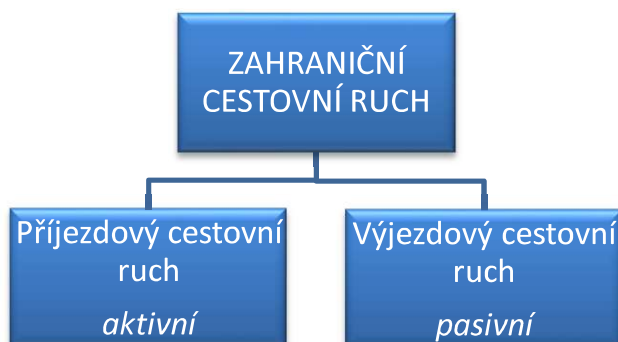 ZAHRANIČNÍ
CESTOVNÍ RUCH
Příjezdový cestovní
ruch
aktivní
Výjezdový cestovní
ruch
pasivní